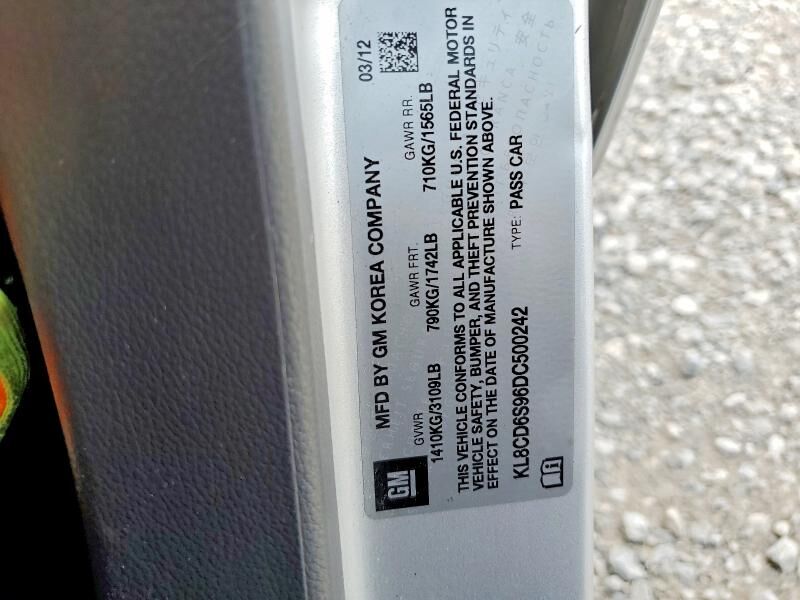 GM
MFD BY GM KOREA COMPANY
03/12
GVWR
GAWR FRT.
GAWR RR.
1410KG/3109LB
790KG/1742LB
710KG/1565LB
THIS VEHICLE CONFORMS TO ALL APPLICABLE U.S. FEDERAL MOTOR
VEHICLE SAFETY, BUMPER, AND THEFT PREVENTION STANDARDS IN
EFFECT ON THE DATE OF MANUFACTURE SHOWN ABOVE.
KL8CD6S96DC500242
TYPE: PASS CAR